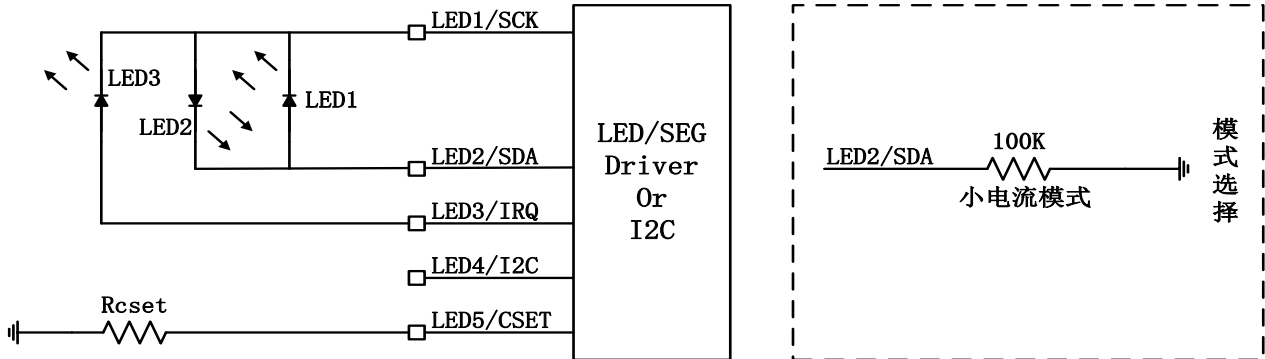 LED1/SCK
LED3
LED1
LED2
LED2/SDA
LED3/IRQ
LED4/I2C
Rcset
LED5/CSET
LED/SEG
Driver
Or
I2C
LED2/SDA
100K
小电流模式
模式选择